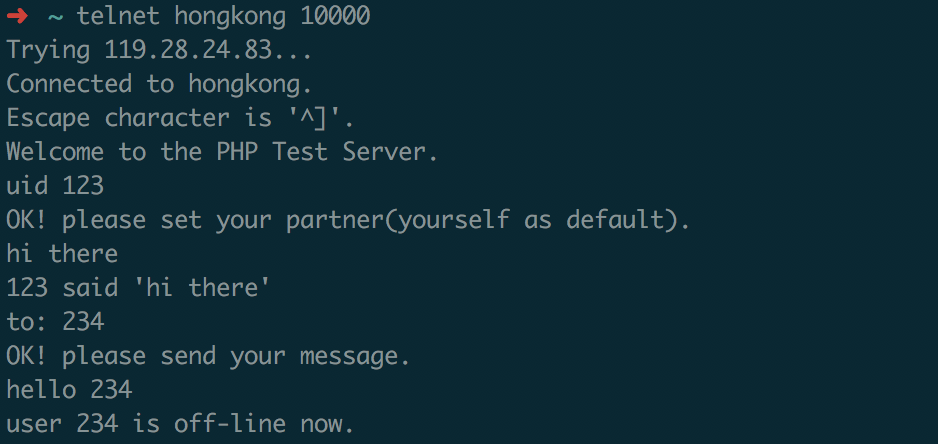 ➜ ~ telnet hongkong 10000
Trying 119.28.24.83...
Connected to hongkong.
Escape character is '^]'.
Welcome to the PHP Test Server.
uid 123
OK! please set your partner(yourself as default).
hi there
123 said 'hi there'
to: 234
OK! please send your message.
hello 234
user 234 is off-line now.